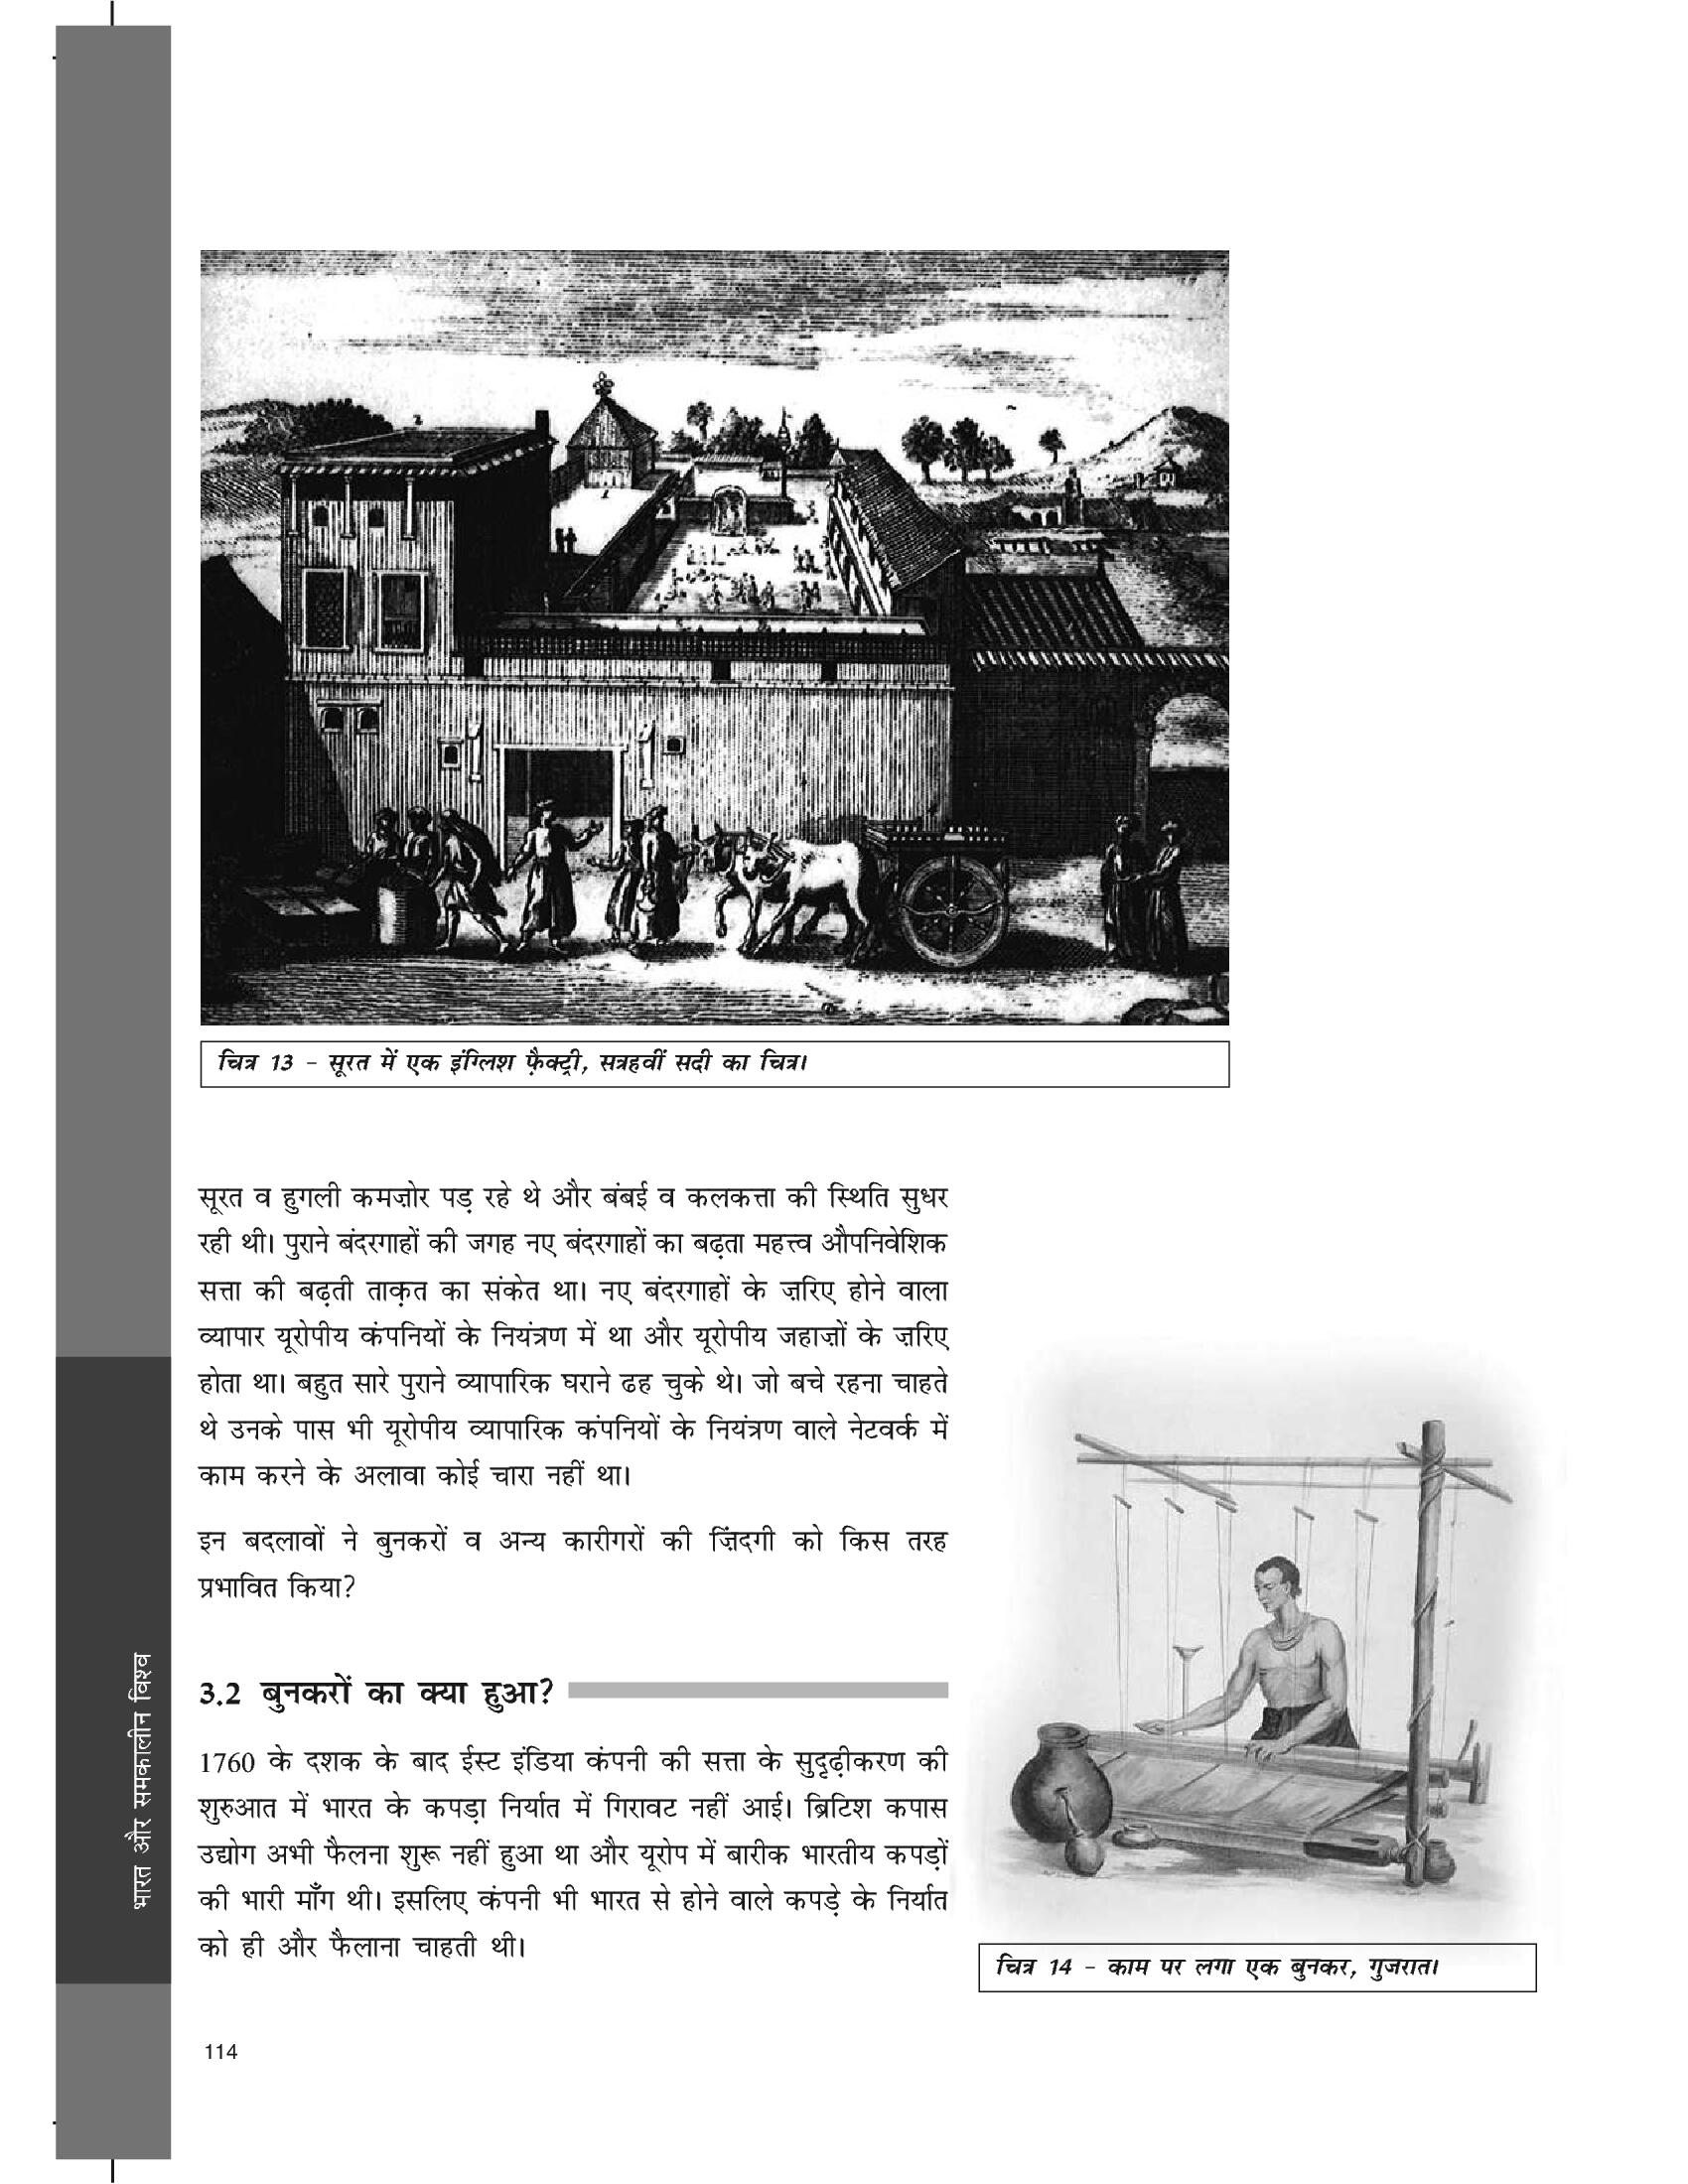 चित्र 13 – सूरत में एक इंग्लिश फ़ैक्ट्री, सत्रहवीं सदी का चित्र।
सूरत व हुगली कमज़ोर पड़ रहे थे और बंबई व कलकत्ता की स्थिति सुधर
रही थी। पुराने बंदरगाहों की जगह नए बंदरगाहों का बढ़ता महत्त्व औपनिवेशिक
सत्ता की बढ़ती ताक़त का संकेत था। नए बंदरगाहों के ज़रिए होने वाला
व्यापार यूरोपीय कंपनियों के नियंत्रण में था और यूरोपीय जहाज़ों के ज़रिए
होता था। बहुत सारे पुराने व्यापारिक घराने ढह चुके थे। जो बचे रहना चाहते
थे उनके पास भी यूरोपीय व्यापारिक कंपनियों के नियंत्रण वाले नेटवर्क में
काम करने के अलावा कोई चारा नहीं था।
इन बदलावों ने बुनकरों व अन्य कारीगरों की ज़िंदगी को किस तरह
प्रभावित किया?
3.2 बुनकरों का क्या हुआ?
1760 के दशक के बाद ईस्ट इंडिया कंपनी की सत्ता के सुदृढ़ीकरण की
शुरुआत में भारत के कपड़ा निर्यात में गिरावट नहीं आई। ब्रिटिश कपास
उद्योग अभी फैलना शुरू नहीं हुआ था और यूरोप में बारीक भारतीय कपड़ों
की भारी माँग थी। इसलिए कंपनी भी भारत से होने वाले कपड़े के निर्यात
को ही और फैलाना चाहती थी।
चित्र 14 – काम पर लगा एक बुनकर, गुजरात।
भारत और समकालीन विश्व
114